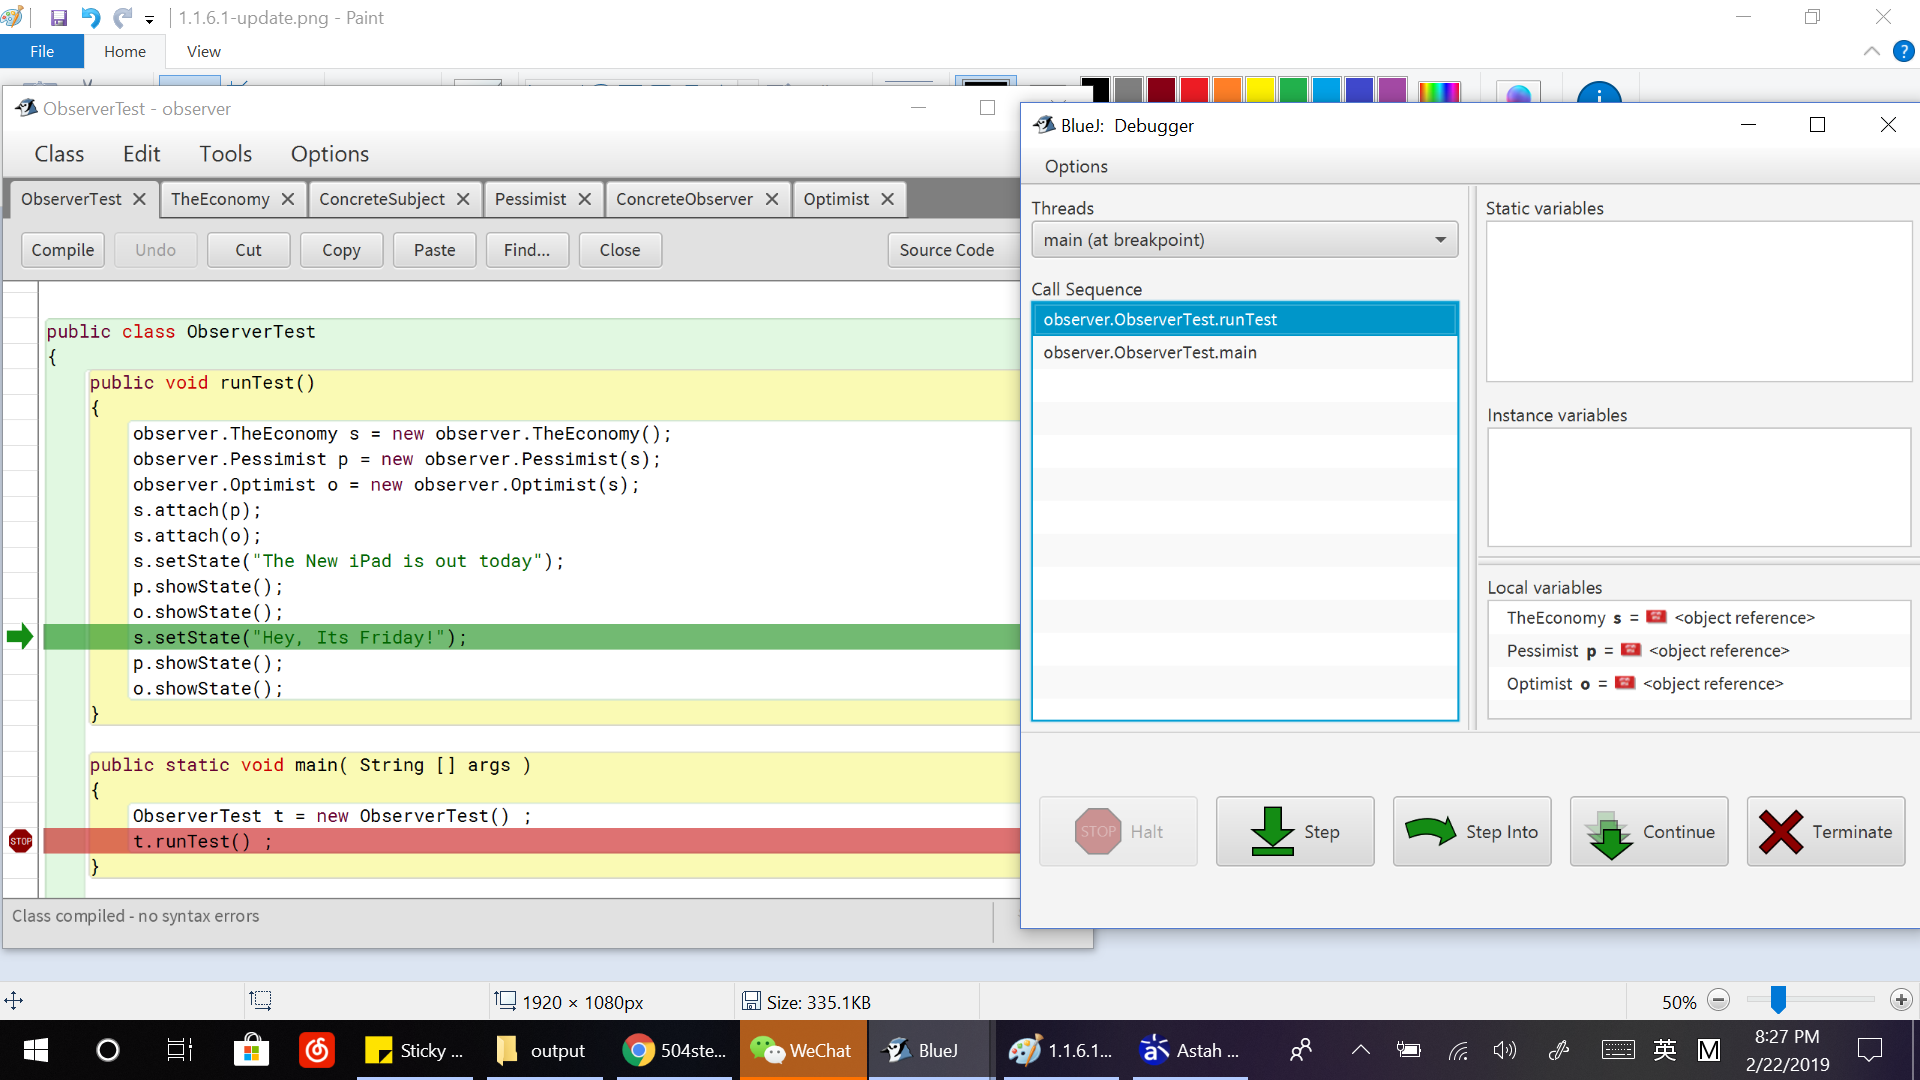 1.1.6.1-update.png - Paint
File Home View
ObserverTest - observer
Class Edit Tools Options
ObserverTest TheEconomy ConcreteSubject Pessimist ConcreteObserver Optimist
Compile Undo Cut Copy Paste Find... Close Source Code
public class ObserverTest
{
public void runTest()
{
observer.TheEconomy s = new observer.TheEconomy();
observer.Pessimist p = new observer.Pessimist(s);
observer.Optimist o = new observer.Optimist(s);
s.attach(p);
s.attach(o);
s.setState("The New iPad is out today");
p.showState();
o.showState();
s.setState("Hey, Its Friday!");
p.showState();
o.showState();
}
public static void main( String [] args )
{
ObserverTest t = new ObserverTest() ;
STOP t.runTest() ;
}
Class compiled - no syntax errors
BlueJ: Debugger
Options
Threads
main (at breakpoint)
Call Sequence
observer.ObserverTest.runTest
observer.ObserverTest.main
Static variables
Instance variables
Local variables
TheEconomy s = <object reference>
Pessimist p = <object reference>
Optimist o = <object reference>
STOP Halt Step Step Into Continue Terminate
1920 × 1080px Size: 335.1KB 50%
Sticky ... output 504ste... WeChat BlueJ 1.1.6.1... Astah ... 英 M
8:27 PM
2/22/2019